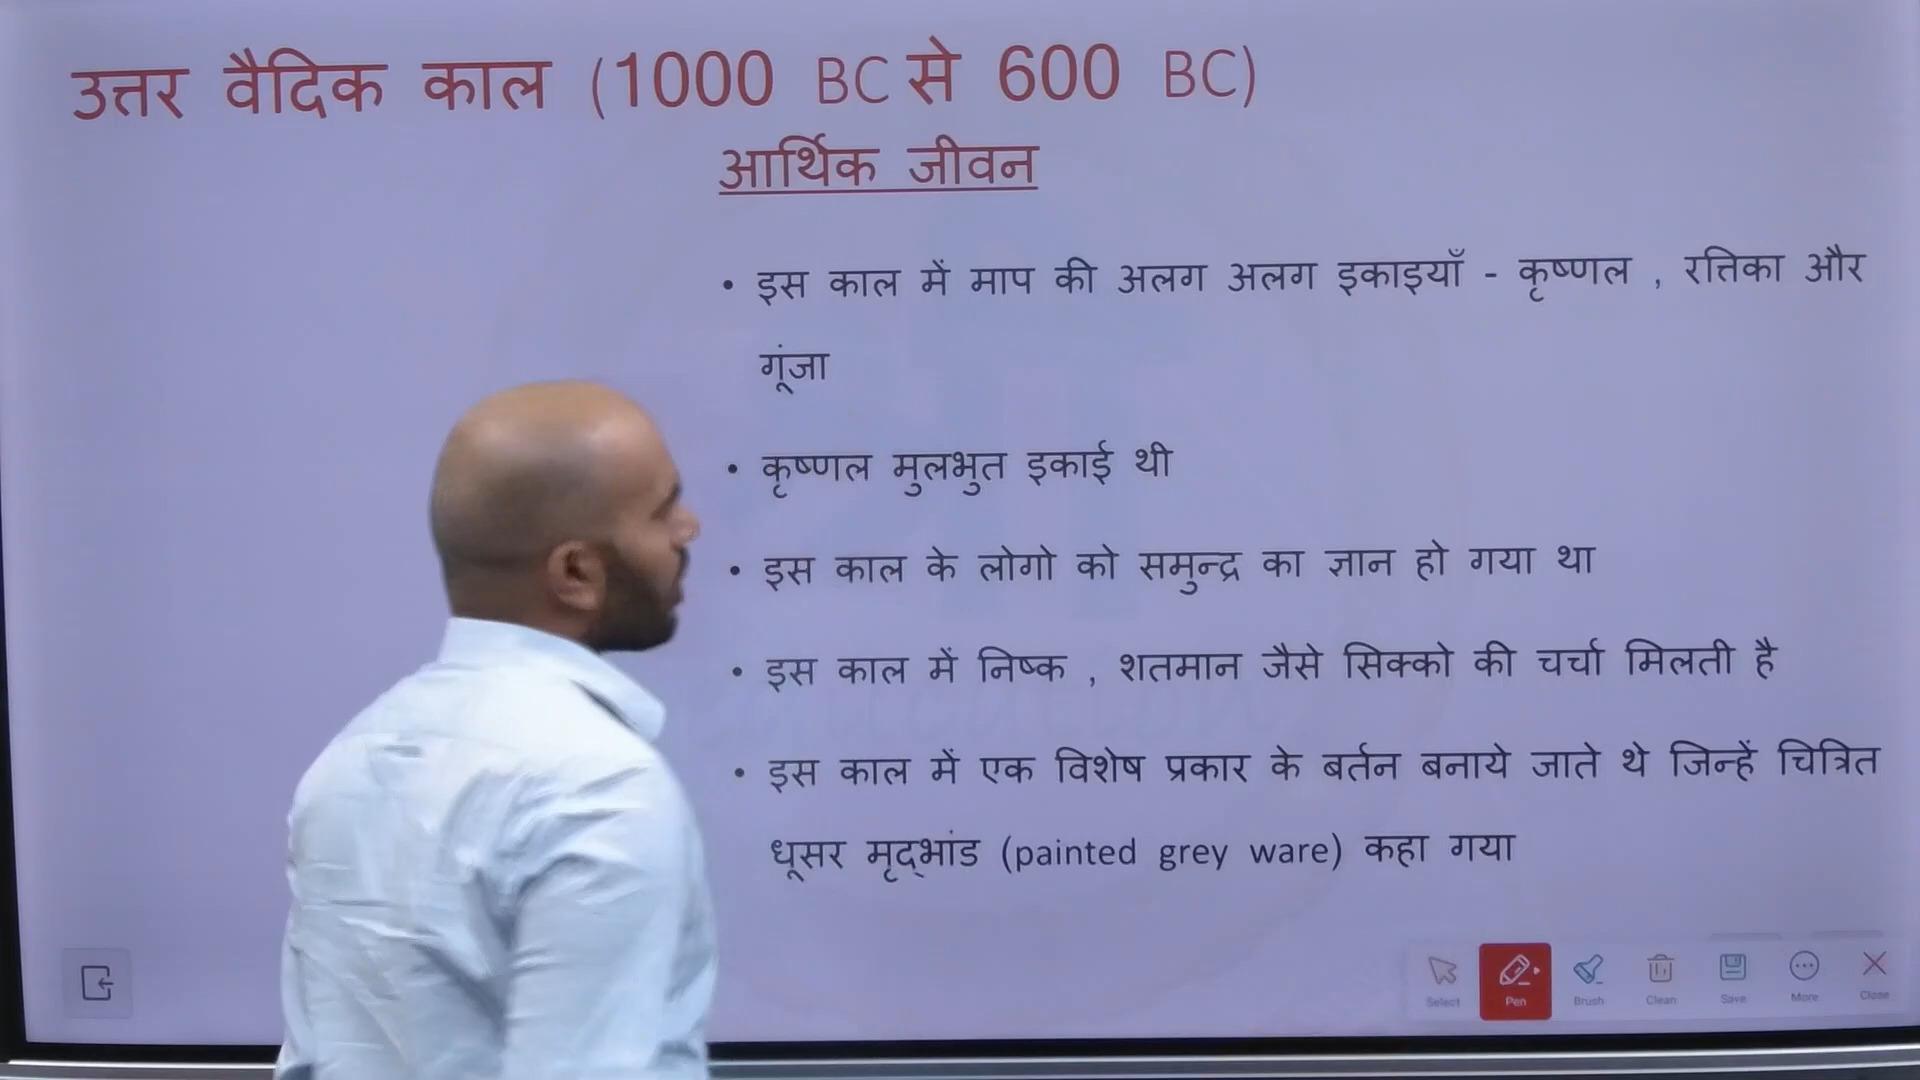 उत्तर वैदिक काल (1000 BC से 600 BC)
आर्थिक जीवन
• इस काल में माप की अलग अलग इकाइयाँ - कृष्णल , रत्तिका और
गूंजा
• कृष्णल मुलभुत इकाई थी
• इस काल के लोगो को समुन्द्र का ज्ञान हो गया था
• इस काल में निष्क , शतमान जैसे सिक्को की चर्चा मिलती है
• इस काल में एक विशेष प्रकार के बर्तन बनाये जाते थे जिन्हें चित्रित
धूसर मृद्‌भांड (painted grey ware) कहा गया
Select Pen Brush Clean Save More Close